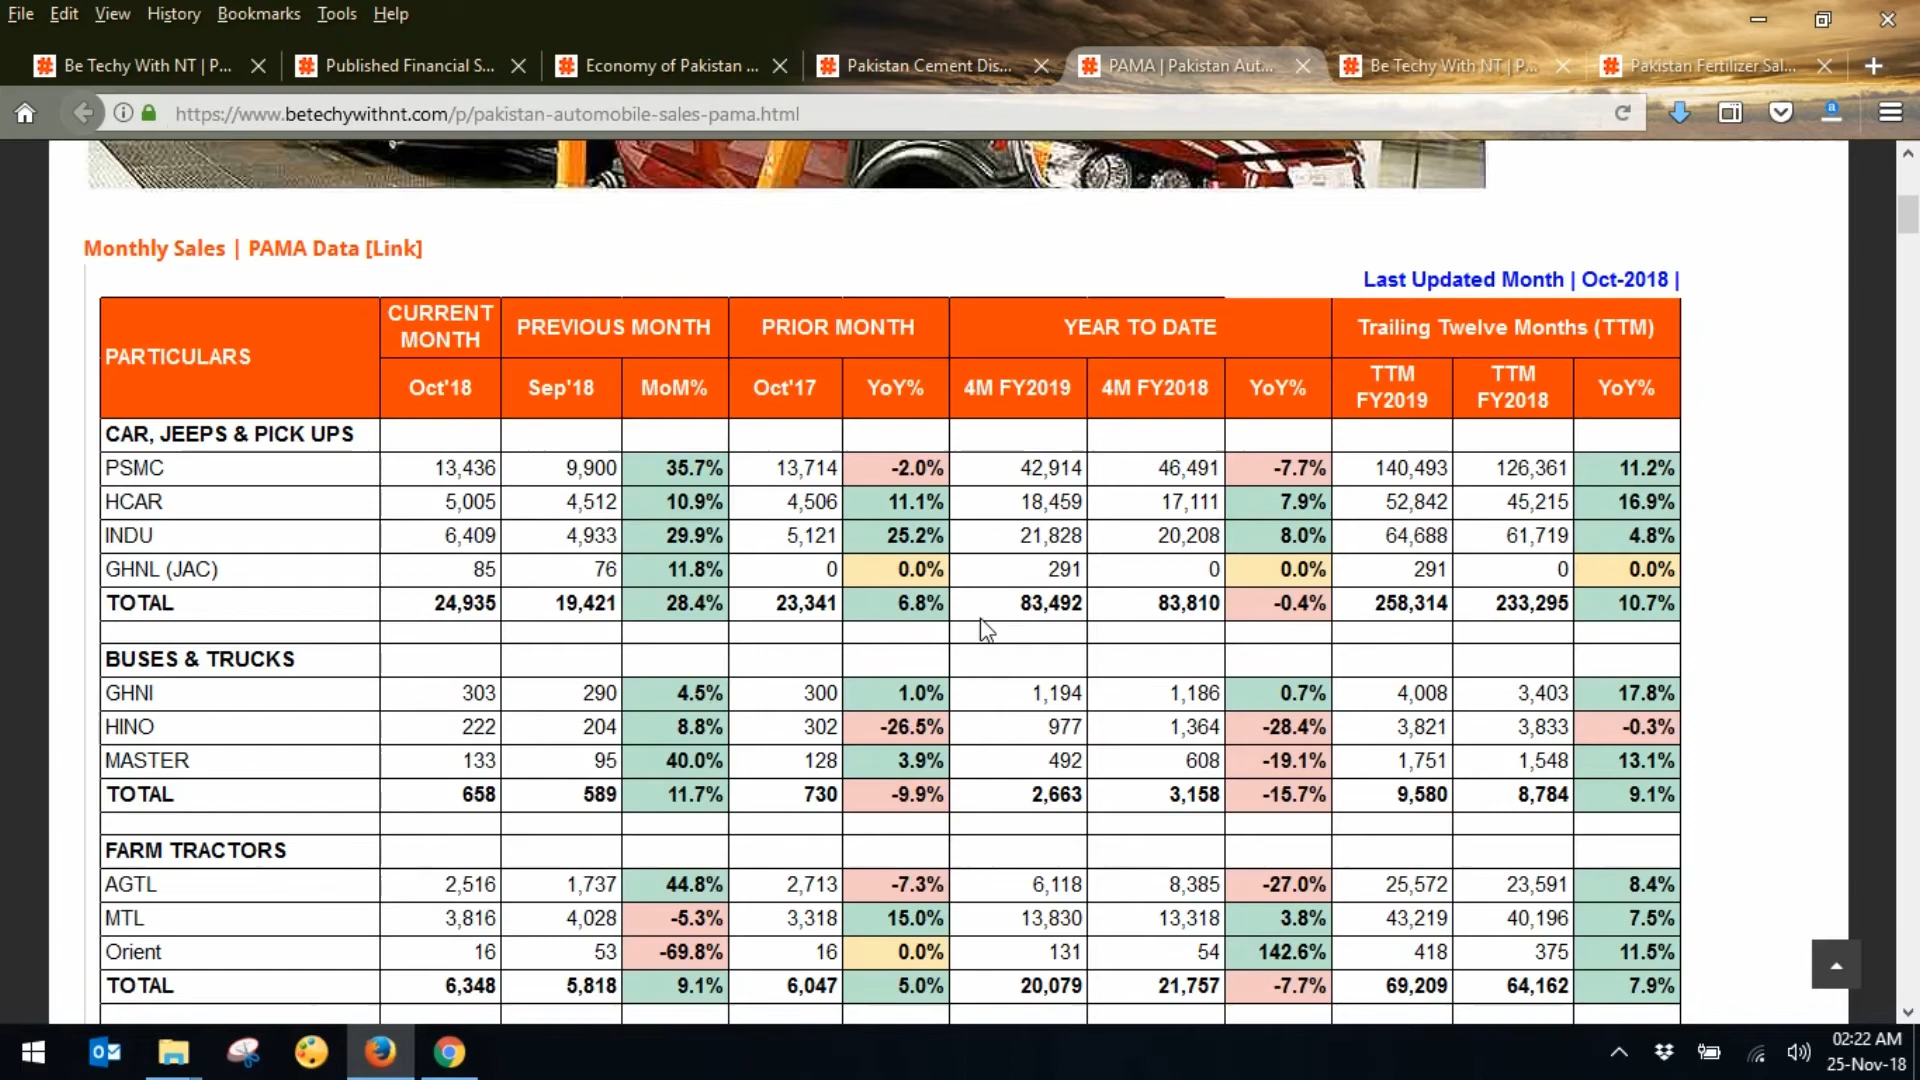 File Edit View History Bookmarks Tools Help
Be Techy With NT | P... Published Financial S... Economy of Pakistan ... Pakistan Cement Dis... PAMA | Pakistan Aut... Be Techy With NT | P... Pakistan Fertilizer Sal...
https://www.betechywithnt.com/p/pakistan-automobile-sales-pama.html
Monthly Sales | PAMA Data [Link]
Last Updated Month | Oct-2018 |
PARTICULARS CURRENT MONTH PREVIOUS MONTH PRIOR MONTH YEAR TO DATE Trailing Twelve Months (TTM)
Oct'18 Sep'18 MoM% Oct'17 YoY% 4M FY2019 4M FY2018 YoY% TTM FY2019 TTM FY2018 YoY%
CAR, JEEPS & PICK UPS
PSMC 13,436 9,900 35.7% 13,714 -2.0% 42,914 46,491 -7.7% 140,493 126,361 11.2%
HCAR 5,005 4,512 10.9% 4,506 11.1% 18,459 17,111 7.9% 52,842 45,215 16.9%
INDU 6,409 4,933 29.9% 5,121 25.2% 21,828 20,208 8.0% 64,688 61,719 4.8%
GHNL (JAC) 85 76 11.8% 0 0.0% 291 0 0.0% 291 0 0.0%
TOTAL 24,935 19,421 28.4% 23,341 6.8% 83,492 83,810 -0.4% 258,314 233,295 10.7%
BUSES & TRUCKS
GHNI 303 290 4.5% 300 1.0% 1,194 1,186 0.7% 4,008 3,403 17.8%
HINO 222 204 8.8% 302 -26.5% 977 1,364 -28.4% 3,821 3,833 -0.3%
MASTER 133 95 40.0% 128 3.9% 492 608 -19.1% 1,751 1,548 13.1%
TOTAL 658 589 11.7% 730 -9.9% 2,663 3,158 -15.7% 9,580 8,784 9.1%
FARM TRACTORS
AGTL 2,516 1,737 44.8% 2,713 -7.3% 6,118 8,385 -27.0% 25,572 23,591 8.4%
MTL 3,816 4,028 -5.3% 3,318 15.0% 13,830 13,318 3.8% 43,219 40,196 7.5%
Orient 16 53 -69.8% 16 0.0% 131 54 142.6% 418 375 11.5%
TOTAL 6,348 5,818 9.1% 6,047 5.0% 20,079 21,757 -7.7% 69,209 64,162 7.9%
02:22 AM
25-Nov-18